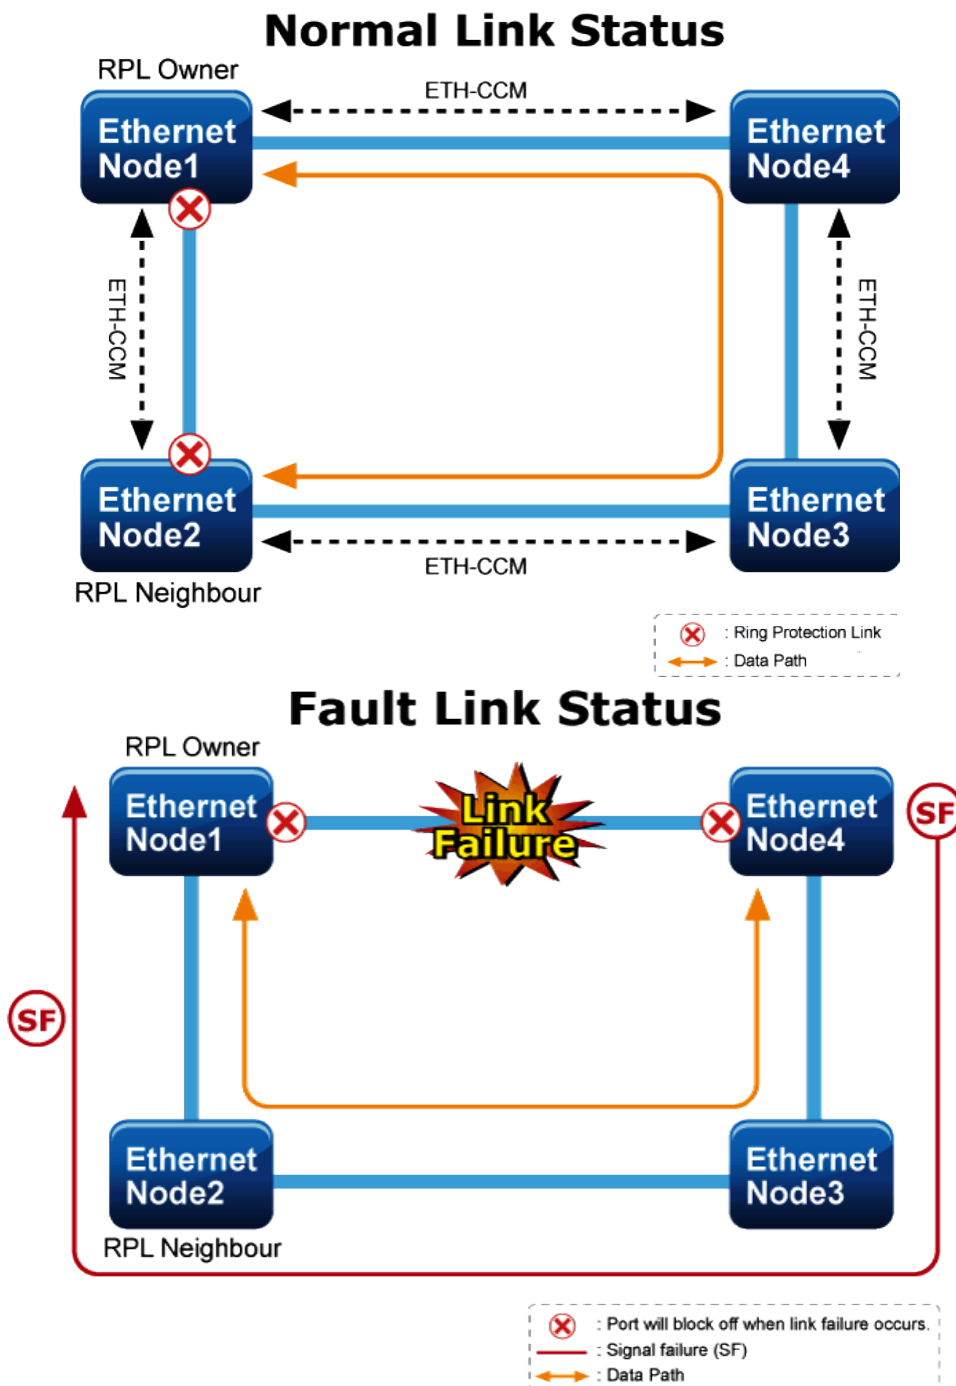 Normal Link Status
RPL Owner
ETH-CCM
Ethernet
Node1
Ethernet
Node4
ETH-CCM
ETH-CCM
Ethernet
Node2
Ethernet
Node3
ETH-CCM
RPL Neighbour
: Ring Protection Link
: Data Path
Fault Link Status
RPL Owner
Ethernet
Node1
Link
Failure
Ethernet
Node4
SF
SF
Ethernet
Node2
Ethernet
Node3
RPL Neighbour
: Port will block off when link failure occurs.
: Signal failure (SF)
: Data Path